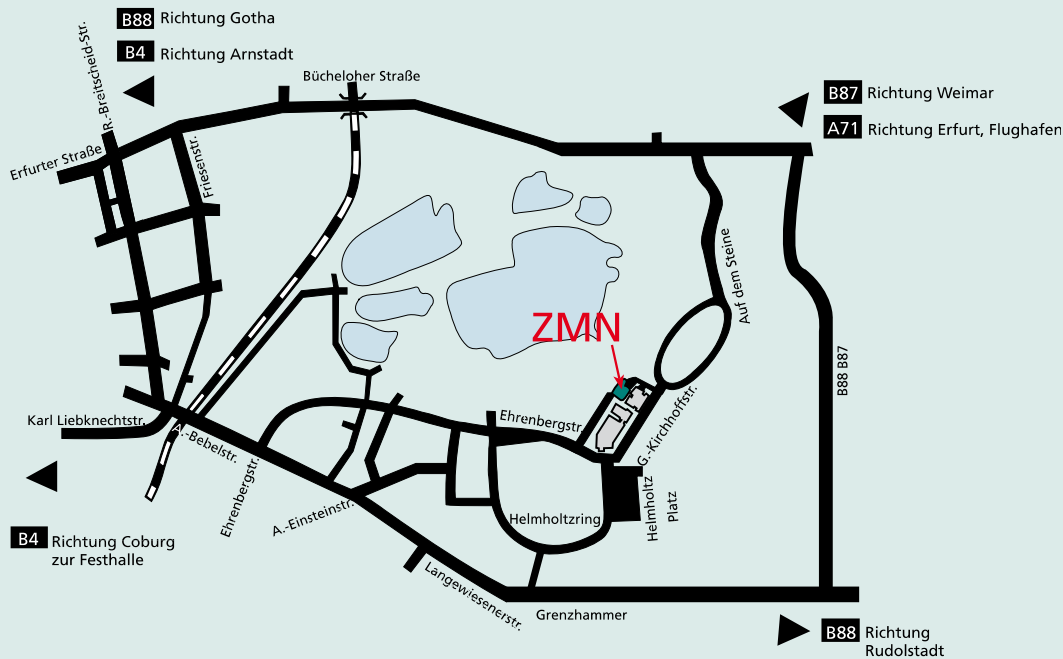 B88 Richtung Gotha
B4 Richtung Arnstadt
R.-Breitscheid-Str.
Bücheloher Straße
B87 Richtung Weimar
A71 Richtung Erfurt, Flughafen
Erfurter Straße
Friesenstr.
Auf dem Steine
ZMN
B88 B87
Karl Liebknechtstr.
A.-Bebelstr.
Ehrenbergstr.
G.-Kirchhoffstr.
Ehrenbergstr.
A.-Einsteinstr.
Helmholtzring
Helmholtz
Platz
B4 Richtung Coburg
zur Festhalle
Langewiesenerstr.
Grenzhammer
B88 Richtung
Rudolstadt